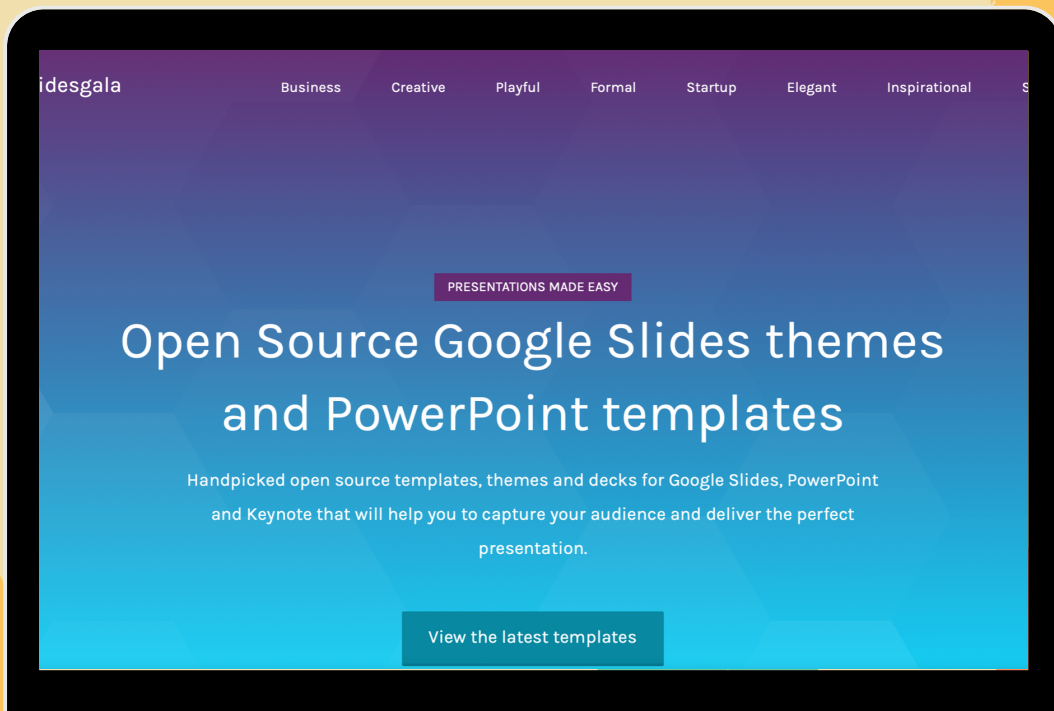 idesgala Business Creative Playful Formal Startup Elegant Inspirational S
PRESENTATIONS MADE EASY
Open Source Google Slides themes
and PowerPoint templates
Handpicked open source templates, themes and decks for Google Slides, PowerPoint
and Keynote that will help you to capture your audience and deliver the perfect
presentation.
View the latest templates